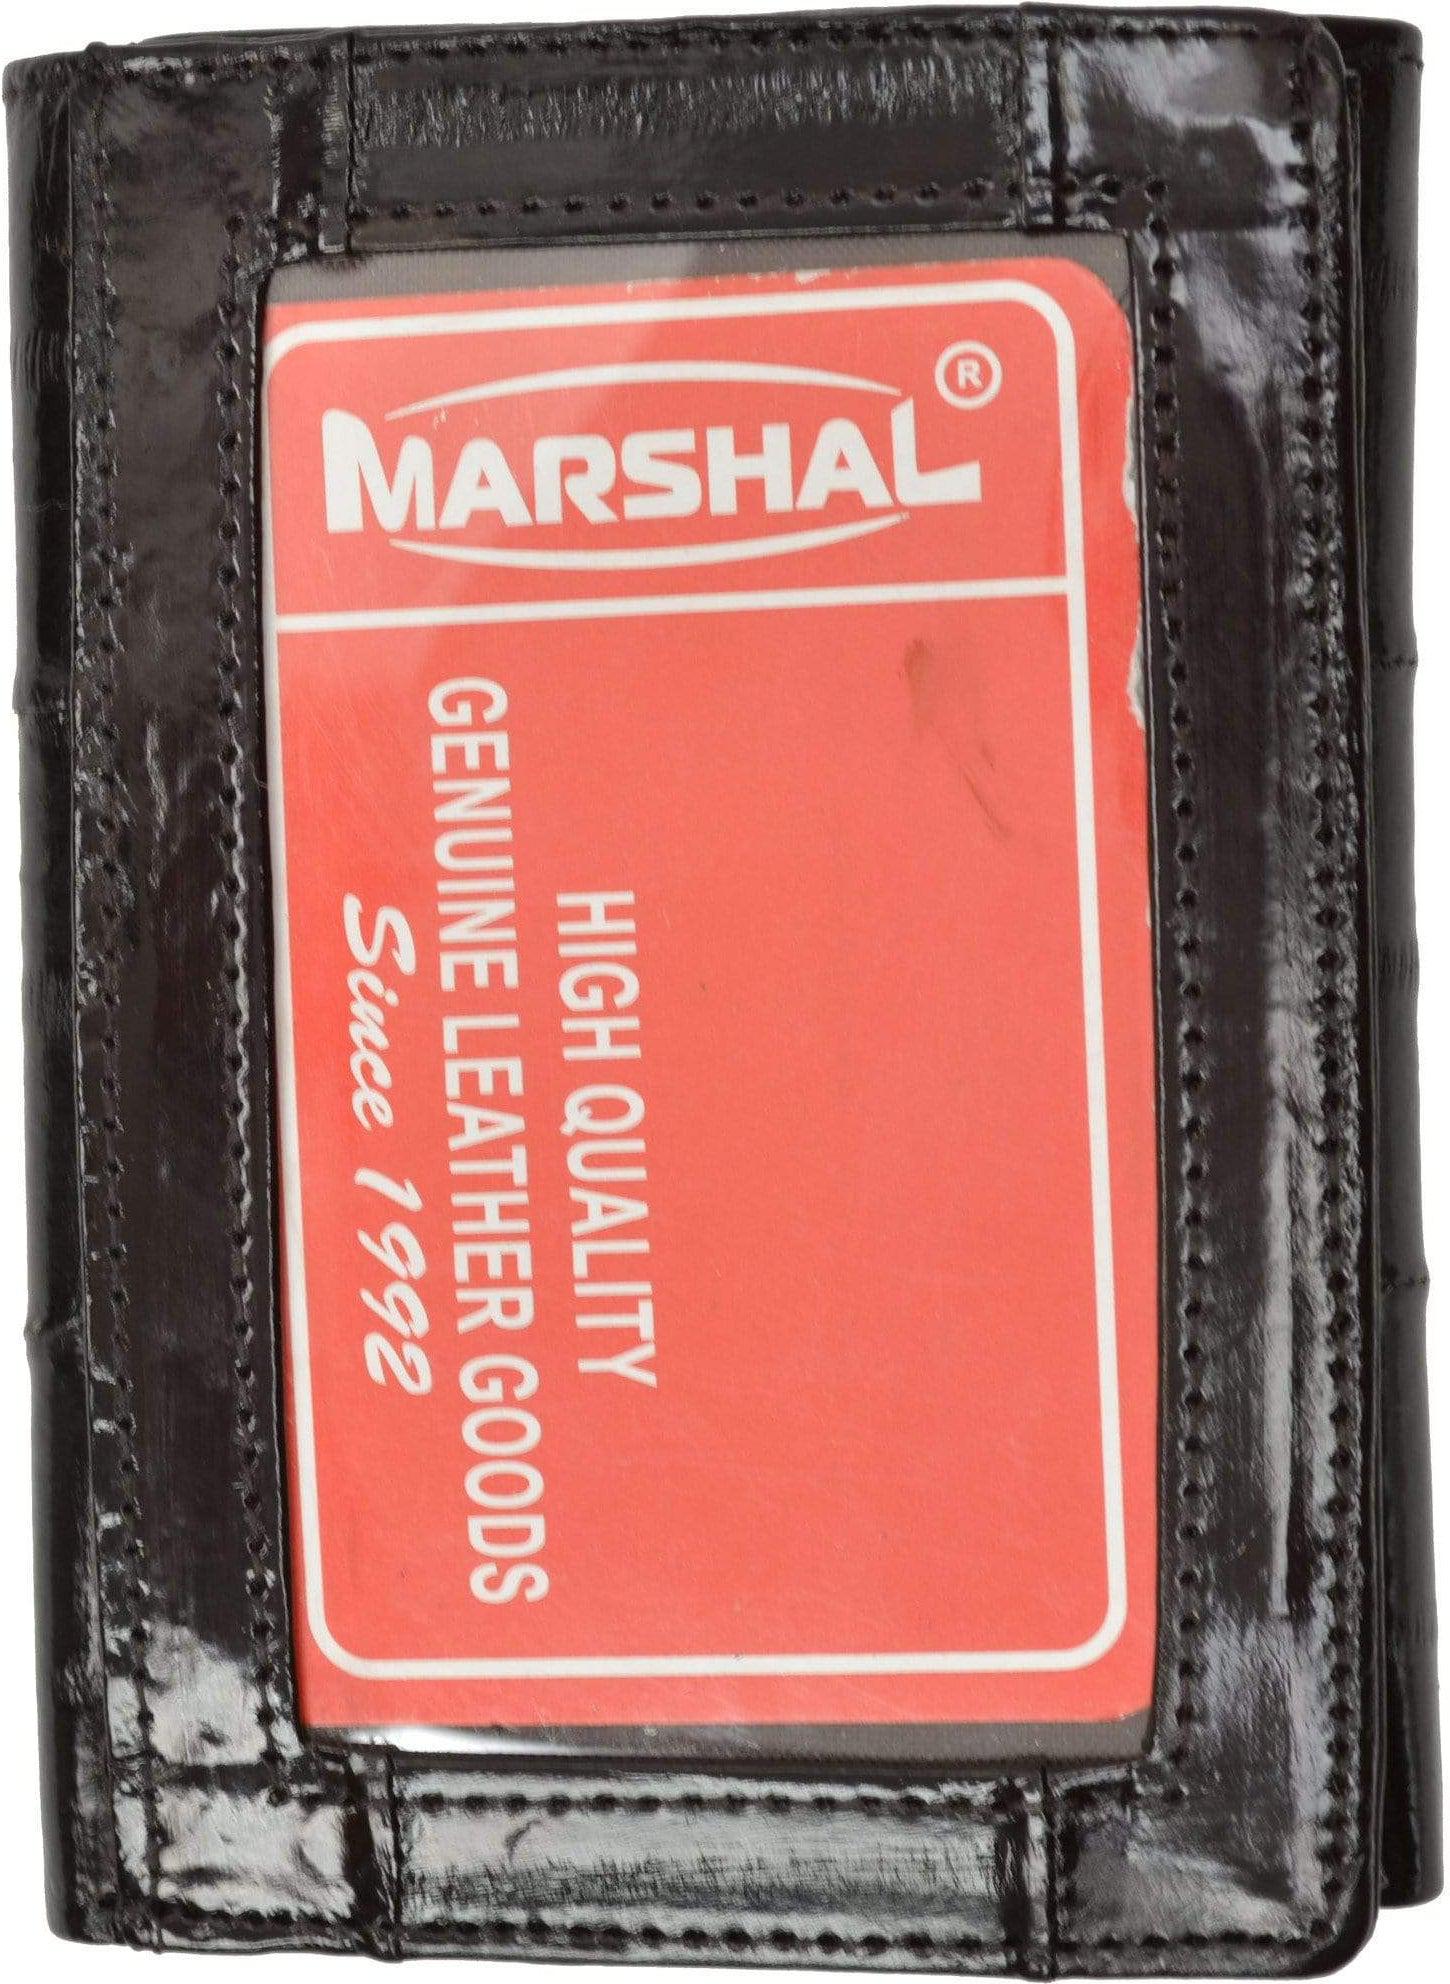 MARSHAL®
HIGH QUALITY
GENUINE LEATHER GOODS
Since 1992